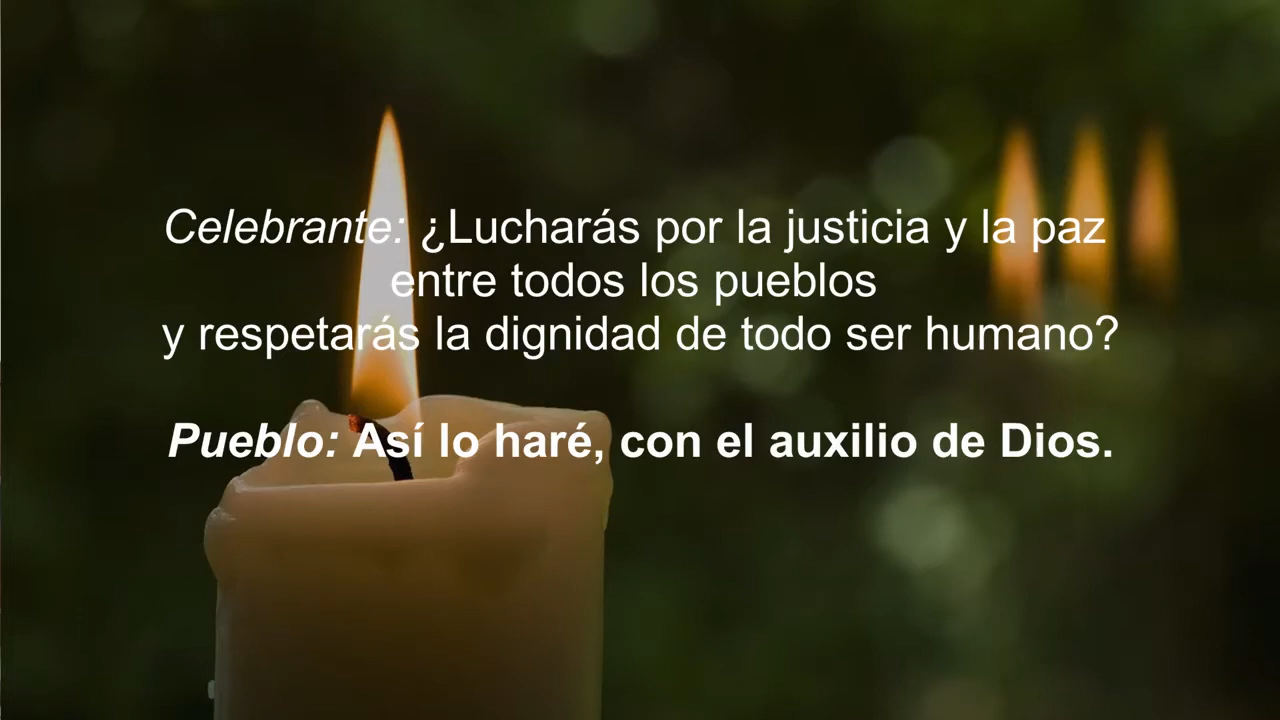 Celebrante: ¿Lucharás por la justicia y la paz
entre todos los pueblos
y respetarás la dignidad de todo ser humano?
Pueblo: Así lo haré, con el auxilio de Dios.